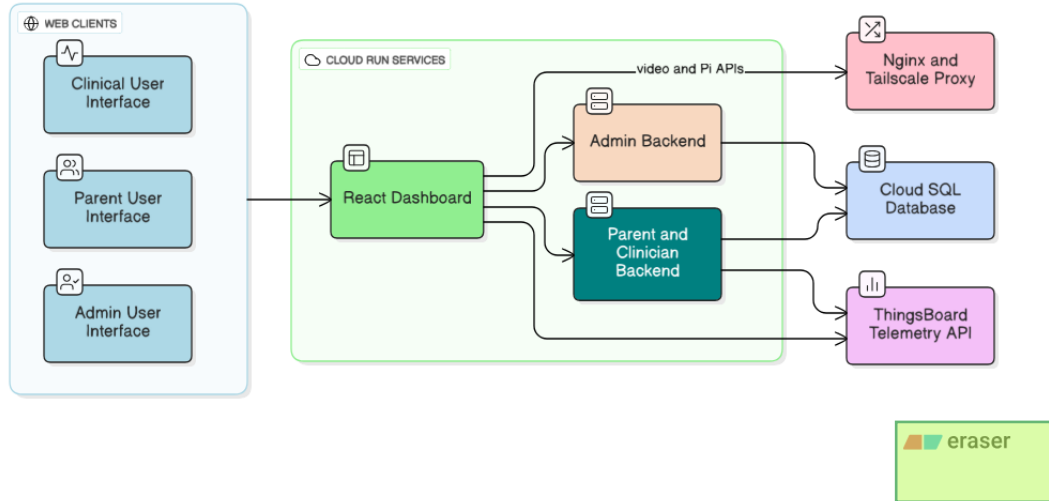 WEB CLIENTS
Clinical User
Interface
Parent User
Interface
Admin User
Interface
CLOUD RUN SERVICES
React Dashboard
video and Pi APIs
Admin Backend
Parent and
Clinician
Backend
Nginx and
Tailscale Proxy
Cloud SQL
Database
ThingsBoard
Telemetry API
eraser